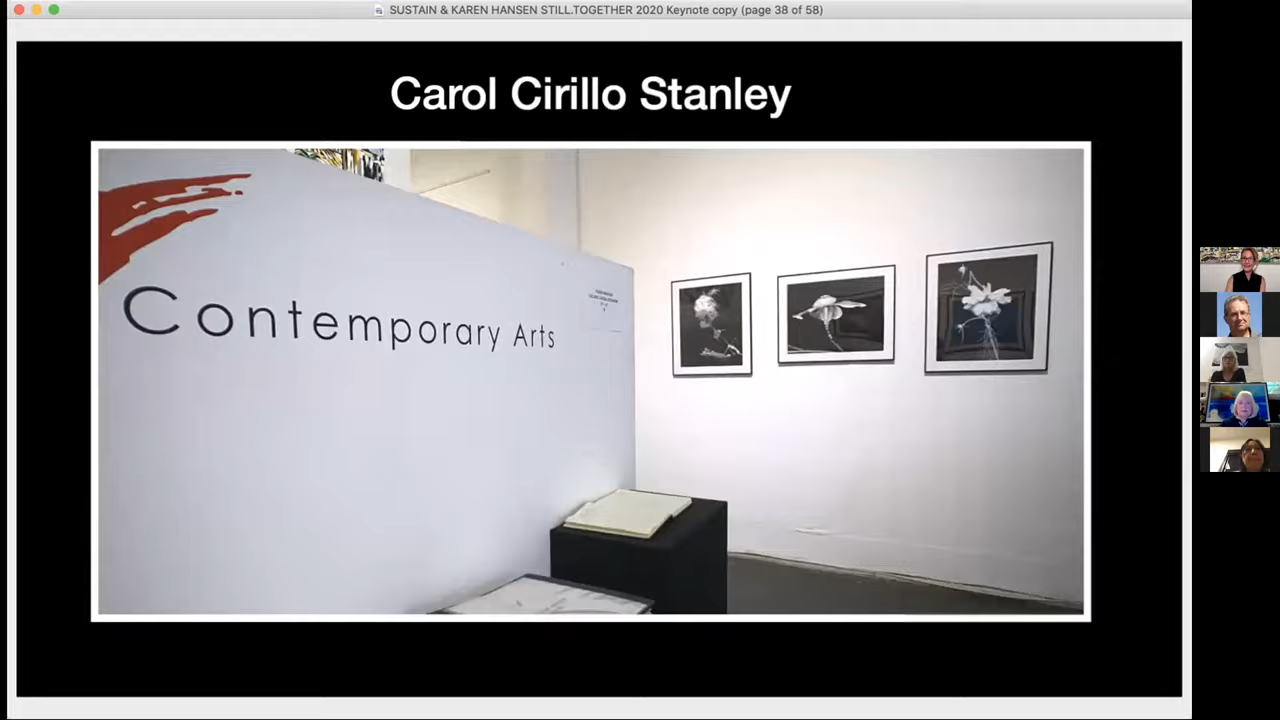 SUSTAIN & KAREN HANSEN STILL.TOGETHER 2020 Keynote copy (page 38 of 58)
Carol Cirillo Stanley
Contemporary Arts